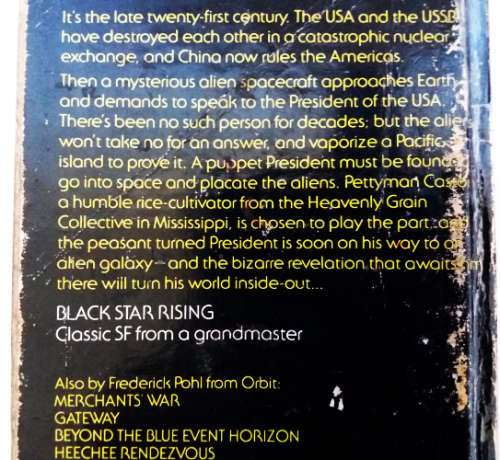 It's the late twenty-first century. The USA and the USSR
have destroyed each other in a catastrophic nuclear
exchange, and China now rules the Americas.
Then a mysterious alien spacecraft approaches Earth
and demands to speak to the President of the USA.
There's been no such person for decades: but the aliens
won't take no for an answer, and vaporize a Pacific
island to prove it. A puppet President must be found
go into space and placate the aliens. Pettyman
a humble rice-cultivator from the Heavenly Grain
Collective in Mississippi, is chosen to play the part and
the peasant turned President is soon on his way to
alien galaxy—and the bizarre revelation that awaits
there will turn his world inside-out...
BLACK STAR RISING
Classic SF from a grandmaster
Also by Frederick Pohl from Orbit:
MERCHANTS' WAR
GATEWAY
BEYOND THE BLUE EVENT HORIZON
HEECHEE RENDEZVOUS